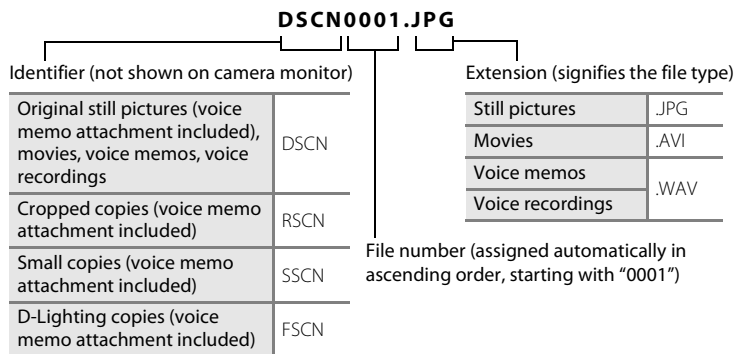 DSCN0001.JPG
Identifier (not shown on camera monitor)
Original still pictures (voice
memo attachment included),
movies, voice memos, voice
recordings
DSCN
Cropped copies (voice memo
attachment included)
RSCN
Small copies (voice memo
attachment included)
SSCN
D-Lighting copies (voice
memo attachment included)
FSCN
Extension (signifies the file type)
Still pictures
.JPG
Movies
.AVI
Voice memos
Voice recordings
.WAV
File number (assigned automatically in
ascending order, starting with “0001”)